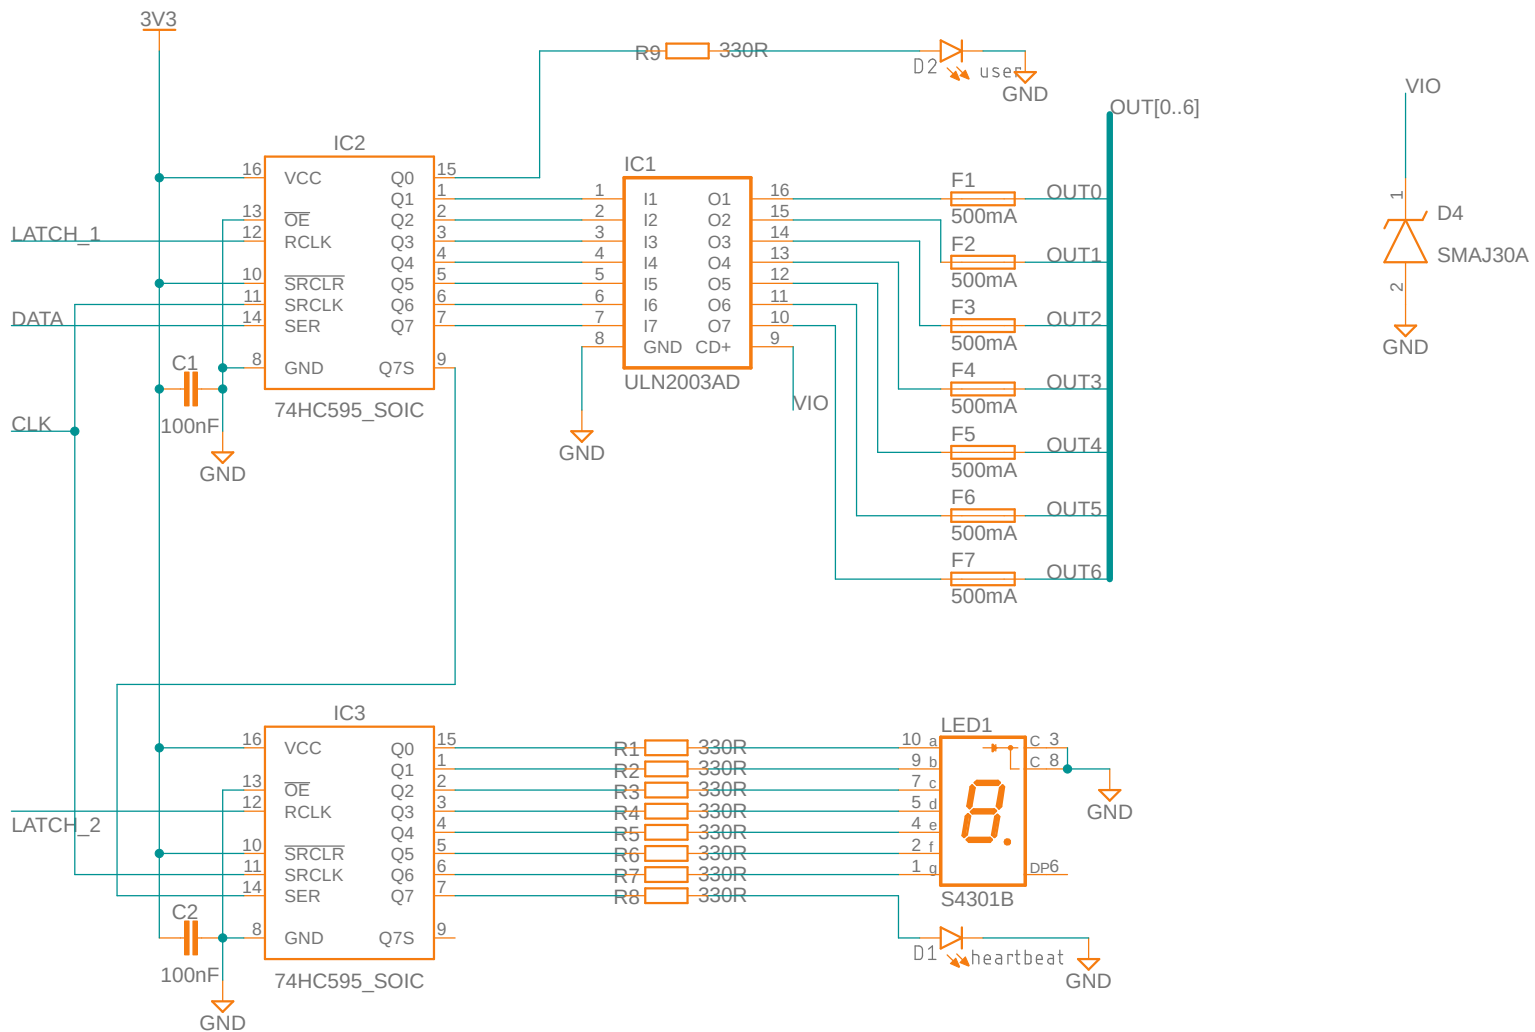 3V3
R9 330R
D2 user
GND
OUT[0..6]
VIO
1
D4
SMAJ30A
2
GND
IC2
16 VCC Q0 15
Q1 1
13 OE Q2 2
12 RCLK Q3 3
Q4 4
10 SRCLR Q5 5
11 SRCLK Q6 6
14 SER Q7 7
8 GND Q7S 9
74HC595_SOIC
LATCH_1
DATA
CLK
C1
100nF
GND
IC1
1 I1 O1 16
2 I2 O2 15
3 I3 O3 14
4 I4 O4 13
5 I5 O5 12
6 I6 O6 11
7 I7 O7 10
8 GND CD+ 9
ULN2003AD
VIO
GND
F1 OUT0
500mA
F2 OUT1
500mA
F3 OUT2
500mA
F4 OUT3
500mA
F5 OUT4
500mA
F6 OUT5
500mA
F7 OUT6
500mA
IC3
16 VCC Q0 15
Q1 1
13 OE Q2 2
12 RCLK Q3 3
Q4 4
10 SRCLR Q5 5
11 SRCLK Q6 6
14 SER Q7 7
8 GND Q7S 9
74HC595_SOIC
LATCH_2
C2
100nF
GND
R1 330R
R2 330R
R3 330R
R4 330R
R5 330R
R6 330R
R7 330R
R8 330R
LED1
10 a C 3
9 b C 8
7 c
5 d
4 e
2 f
1 g DP 6
S4301B
GND
D1 heartbeat
GND